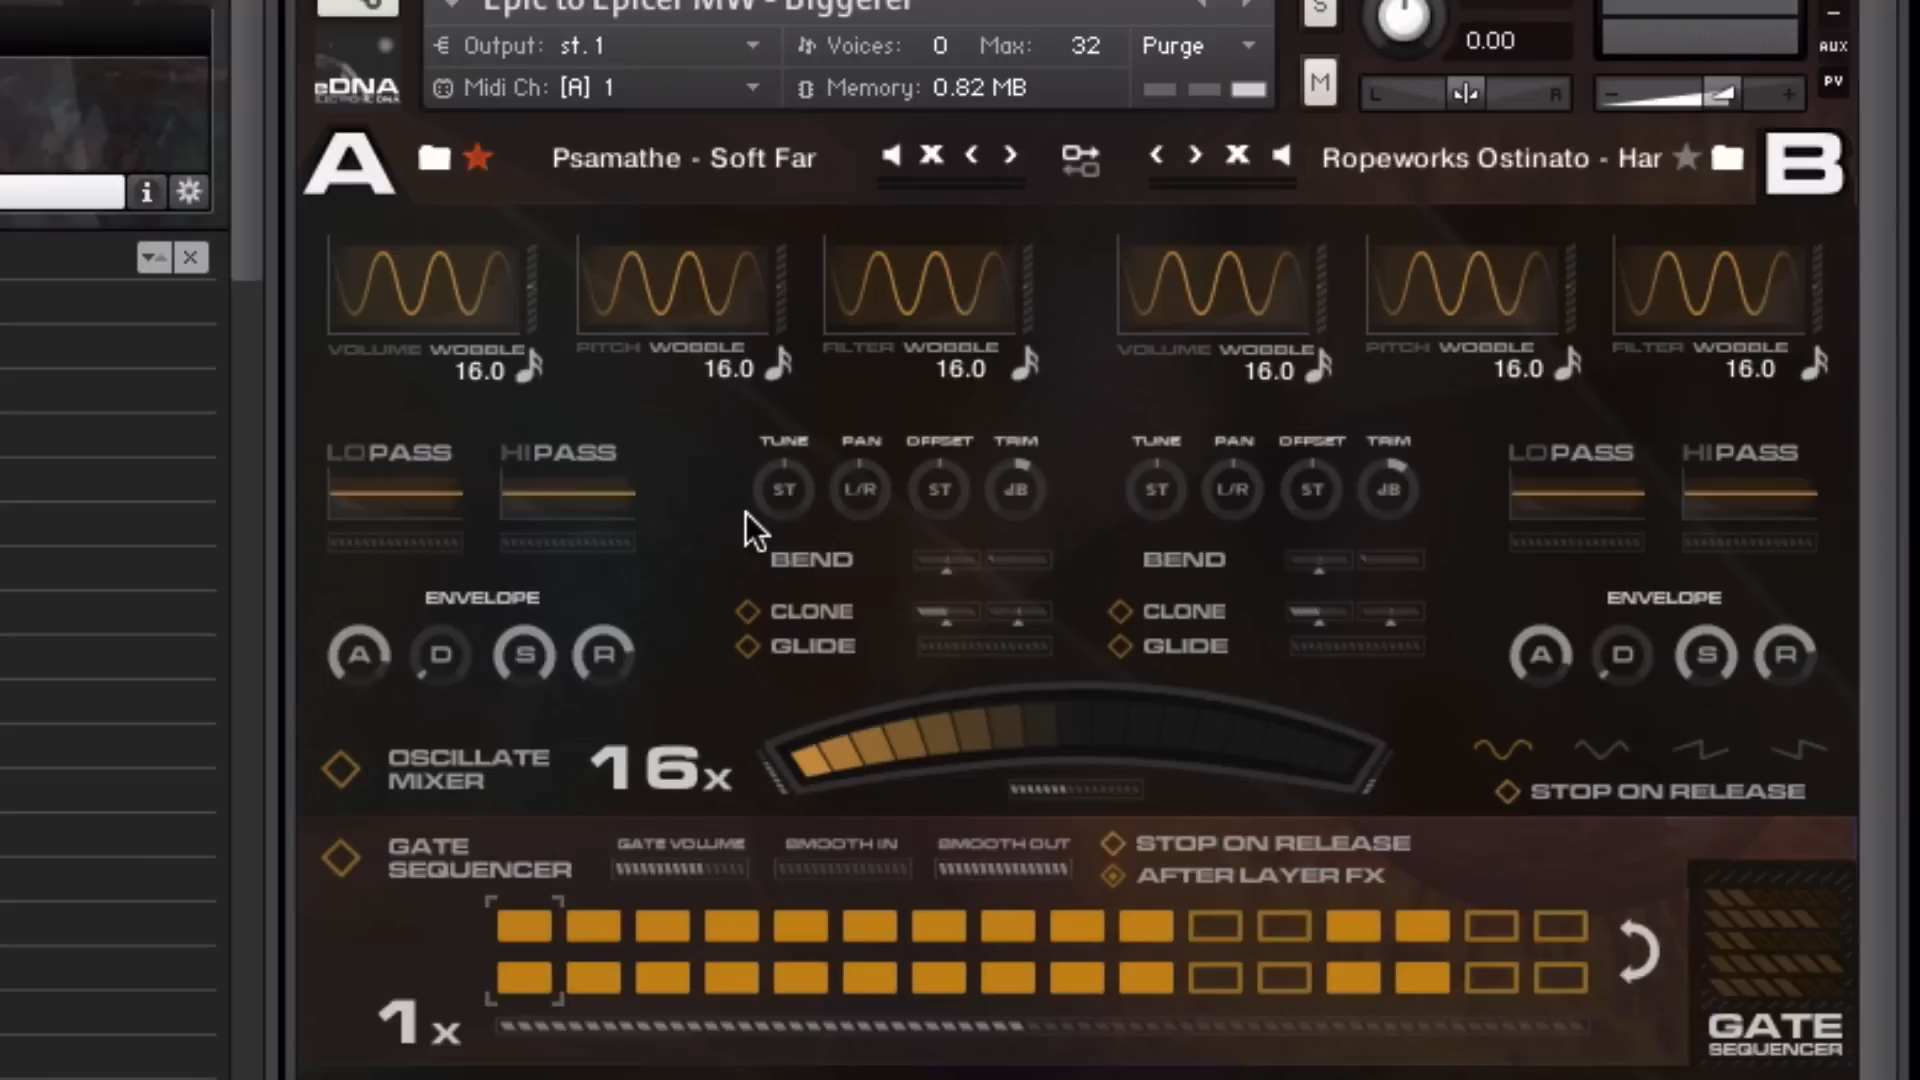 Epic to Epicer MW - Biggerer
Output: st. 1
Voices: 0 Max: 32
Purge
S
0.00
AUX
eDNA
Midi Ch: [A] 1
Memory: 0.82 MB
M
L R
- +
PV
A
Psamathe - Soft Far
X < >
< > X
Ropeworks Ostinato - Har
B
i
VOLUME WOBBLE
16.0
PITCH WOBBLE
16.0
FILTER WOBBLE
16.0
VOLUME WOBBLE
16.0
PITCH WOBBLE
16.0
FILTER WOBBLE
16.0
LOPASS HIPASS
TUNE PAN OFFSET TRIM
ST L/R ST dB
TUNE PAN OFFSET TRIM
ST L/R ST dB
LOPASS HIPASS
BEND
CLONE
GLIDE
BEND
CLONE
GLIDE
ENVELOPE
A D S R
ENVELOPE
A D S R
OSCILLATE
MIXER
16x
STOP ON RELEASE
GATE
SEQUENCER
GATE VOLUME
SMOOTH IN
SMOOTH OUT
STOP ON RELEASE
AFTER LAYER FX
1x
GATE
SEQUENCER